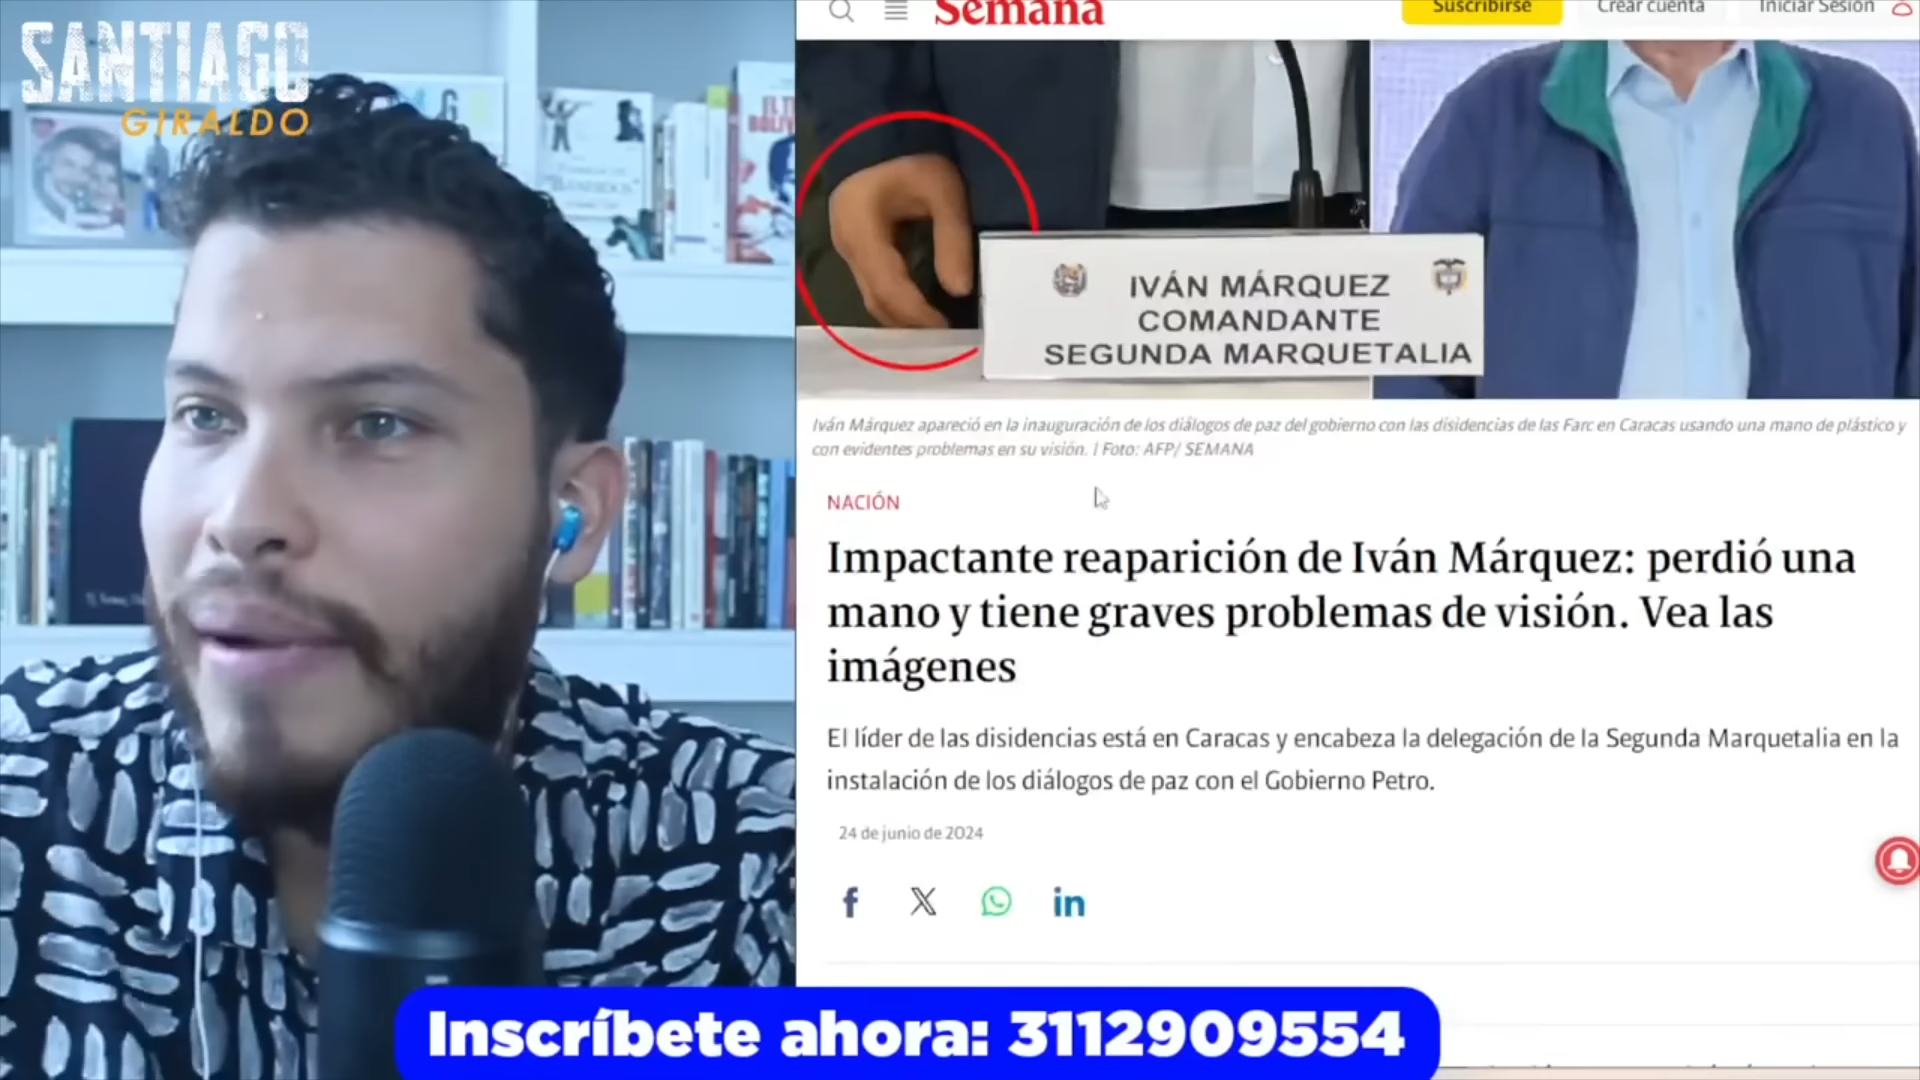 SANTIAGO
GIRALDO
Semana
Suscribirse
Crear cuenta
Iniciar Sesión
IVÁN MÁRQUEZ
COMANDANTE
SEGUNDA MARQUETALIA
Iván Márquez apareció en la inauguración de los diálogos de paz del gobierno con las disidencias de las Farc en Caracas usando una mano de plástico y
con evidentes problemas en su visión. | Foto: AFP/ SEMANA
NACIÓN
Impactante reaparición de Iván Márquez: perdió una
mano y tiene graves problemas de visión. Vea las
imágenes
El líder de las disidencias está en Caracas y encabeza la delegación de la Segunda Marquetalia en la
instalación de los diálogos de paz con el Gobierno Petro.
24 de junio de 2024
Inscríbete ahora: 3112909554